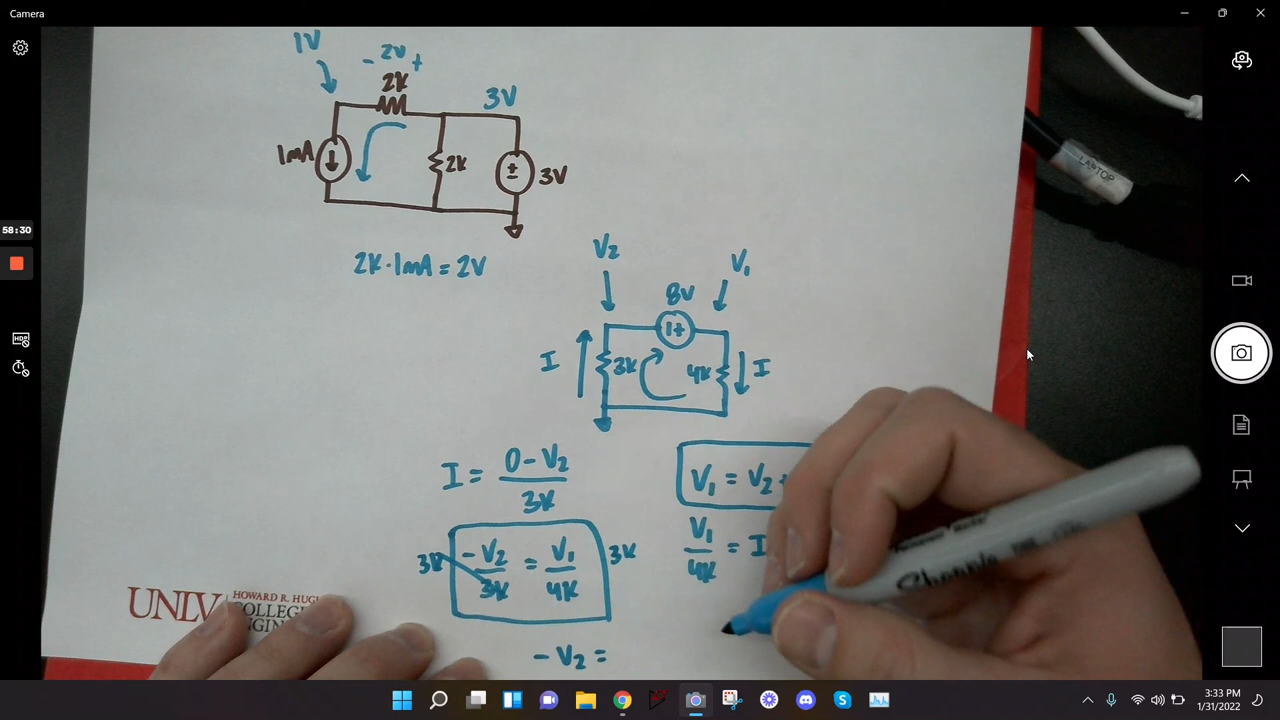 Camera
1V
- 2V +
2K
3V
1mA
2K
3V
58:30
LAPTOP
2K · 1mA = 2V
V2
V1
8V
I
3K
4K
I
I = 0 - V2 / 3K
V1 = V2 +
V1 / 4K = I
3K - V2 / 3K = V1 / 4K 3K
- V2 =
Sharpie
UNLV
HOWARD R. HUG
COLLEGE
3:33 PM
1/31/2022